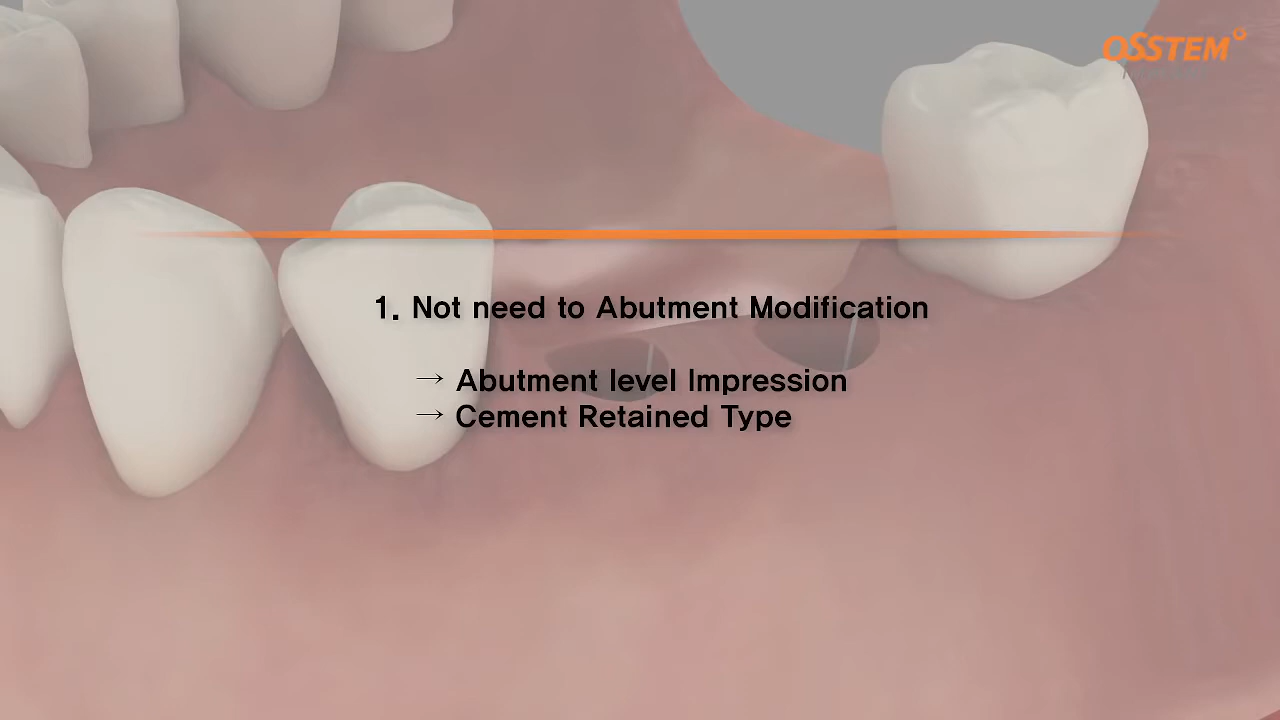 OSSTEM
1. Not need to Abutment Modification
→ Abutment level Impression
→ Cement Retained Type